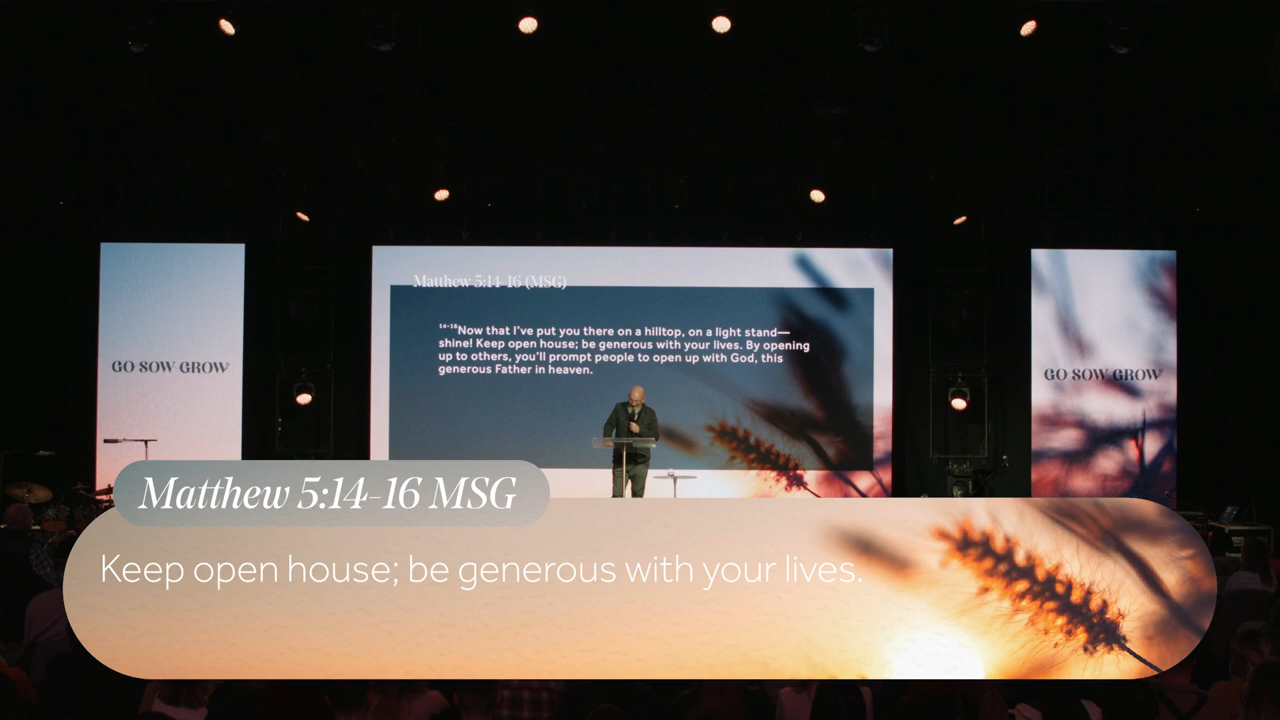 Matthew 5:14-16 (MSG)
14-16Now that I've put you there on a hilltop, on a light stand—
shine! Keep open house; be generous with your lives. By opening
up to others, you'll prompt people to open up with God, this
generous Father in heaven.
GO SOW GROW
GO SOW GROW
Matthew 5:14-16 MSG
Keep open house; be generous with your lives.